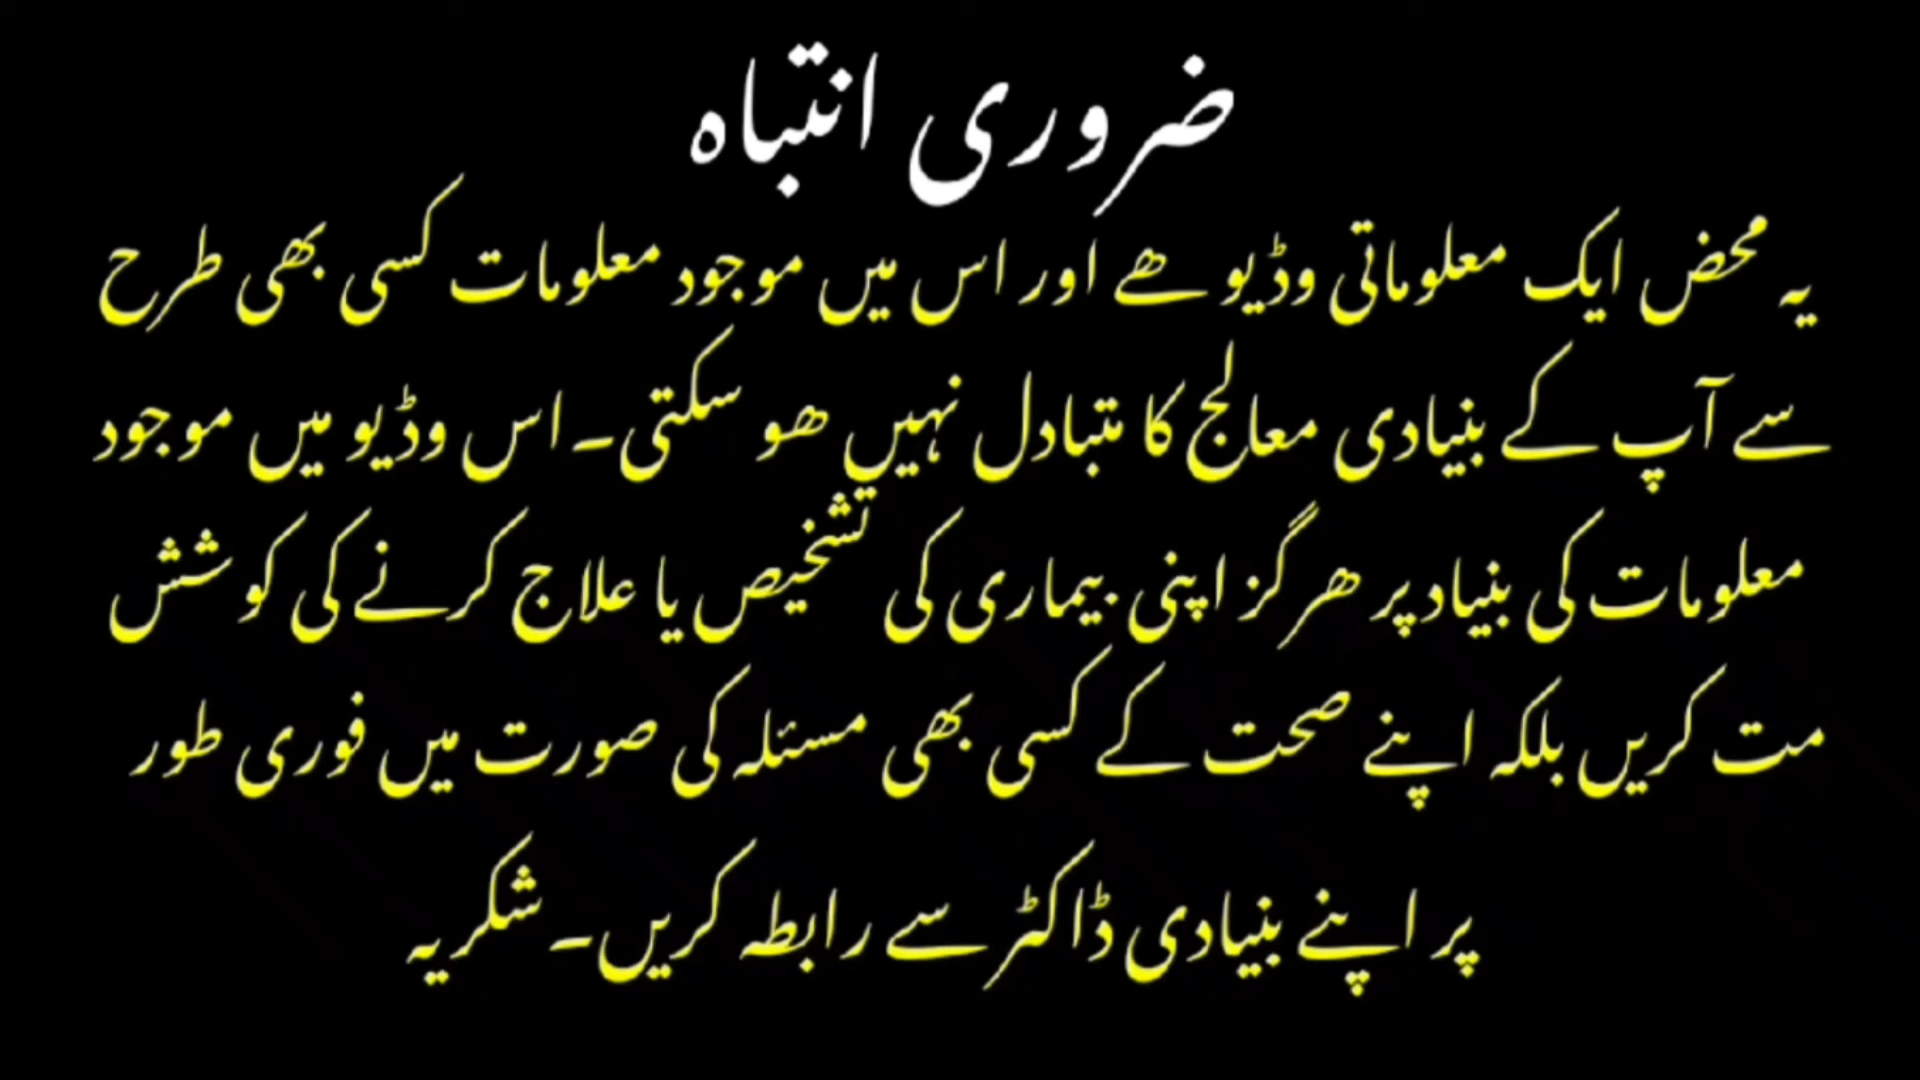 ضروری انتباہ
یہ محض ایک معلوماتی وڈیو ھے اور اس میں موجود معلومات کسی بھی طرح
سے آپ کے بنیادی معالج کا متبادل نہیں ھو سکتی۔ اس وڈیو میں موجود
معلومات کی بنیاد پر ھرگز اپنی بیماری کی تشخیص یا علاج کرنے کی کوشش
مت کریں بلکہ اپنے صحت کے کسی بھی مسئلہ کی صورت میں فوری طور
پر اپنے بنیادی ڈاکٹر سے رابطہ کریں۔ شکریہ